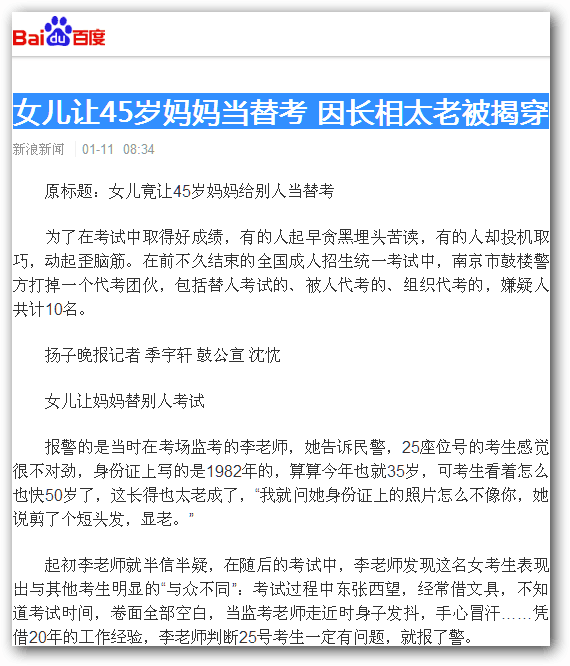 Bai du 百度
女儿让45岁妈妈当替考 因长相太老被揭穿
新浪新闻 01-11 08:34
原标题：女儿竟让45岁妈妈给别人当替考
为了在考试中取得好成绩，有的人起早贪黑埋头苦读，有的人却投机取
巧，动起歪脑筋。在前不久结束的全国成人招生统一考试中，南京市鼓楼警
方打掉一个代考团伙，包括替人考试的、被人代考的、组织代考的，嫌疑人
共计10名。
扬子晚报记者 季宇轩 鼓公宣 沈忱
女儿让妈妈替别人考试
报警的是当时在考场监考的李老师，她告诉民警，25座位号的考生感觉
很不对劲，身份证上写的是1982年的，算算今年也就35岁，可考生看着怎么
也快50岁了，这长得也太老成了，“我就问她身份证上的照片怎么不像你，她
说剪了个短头发，显老。”
起初李老师就半信半疑，在随后的考试中，李老师发现这名女考生表现
出与其他考生明显的“与众不同”：考试过程中东张西望，经常借文具，不知
道考试时间，卷面全部空白，当监考老师走近时身子发抖，手心冒汗……凭
借20年的工作经验，李老师判断25号考生一定有问题，就报了警。